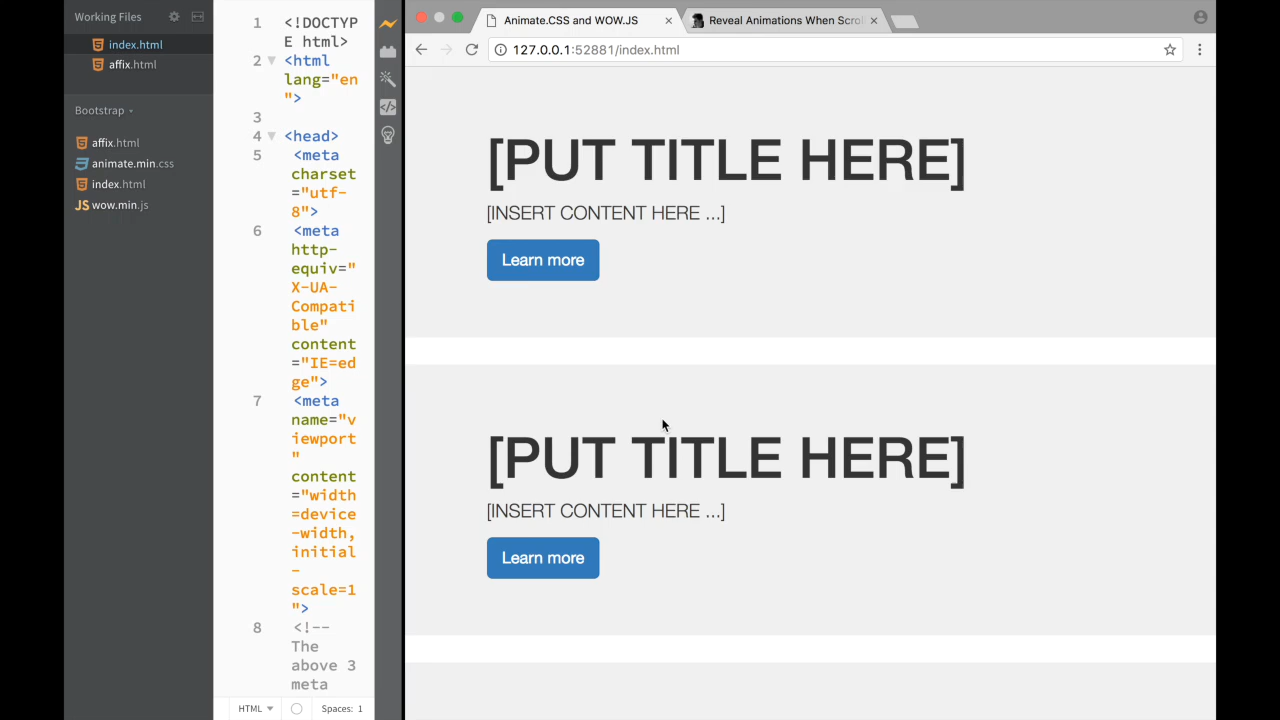 Working Files
index.html
affix.html
Bootstrap
affix.html
animate.min.css
index.html
JS wow.min.js
1 <!DOCTYP
E html>
2 <html
lang="en
">
3
4 <head>
5 <meta
charset
="utf-
8">
6 <meta
http-
equiv="
X-UA-
Compati
ble"
content
="IE=ed
ge">
7 <meta
name="v
iewport
"
content
="width
=device
-width,
initial
-
scale=1
">
8 <!--
The
above 3
meta
HTML Spaces: 1
Animate.CSS and WOW.JS
Reveal Animations When Scrol
127.0.0.1:52881/index.html
[PUT TITLE HERE]
[INSERT CONTENT HERE ...]
Learn more
[PUT TITLE HERE]
[INSERT CONTENT HERE ...]
Learn more